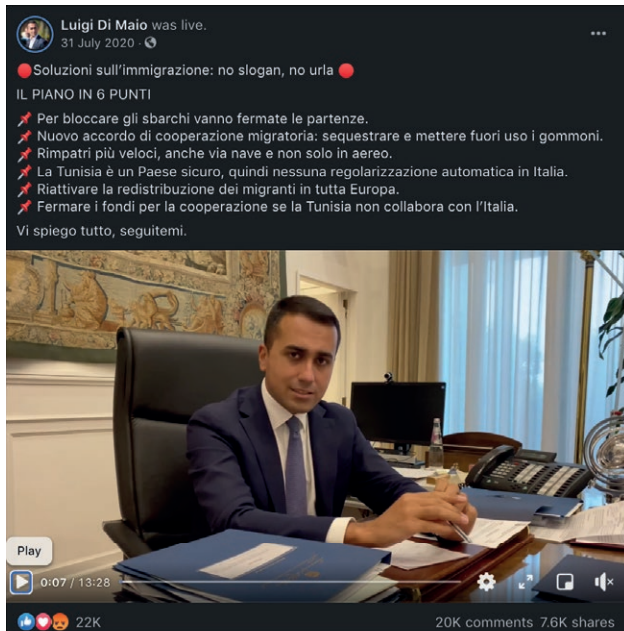 Luigi Di Maio was live.
31 July 2020
Soluzioni sull'immigrazione: no slogan, no urla
IL PIANO IN 6 PUNTI
Per bloccare gli sbarchi vanno fermate le partenze.
Nuovo accordo di cooperazione migratoria: sequestrare e mettere fuori uso i gommoni.
Rimpatri più veloci, anche via nave e non solo in aereo.
La Tunisia è un Paese sicuro, quindi nessuna regolarizzazione automatica in Italia.
Riattivare la redistribuzione dei migranti in tutta Europa.
Fermare i fondi per la cooperazione se la Tunisia non collabora con l'Italia.
Vi spiego tutto, seguitemi.
Play
0:07 / 13:28
22K 20K comments 7.6K shares